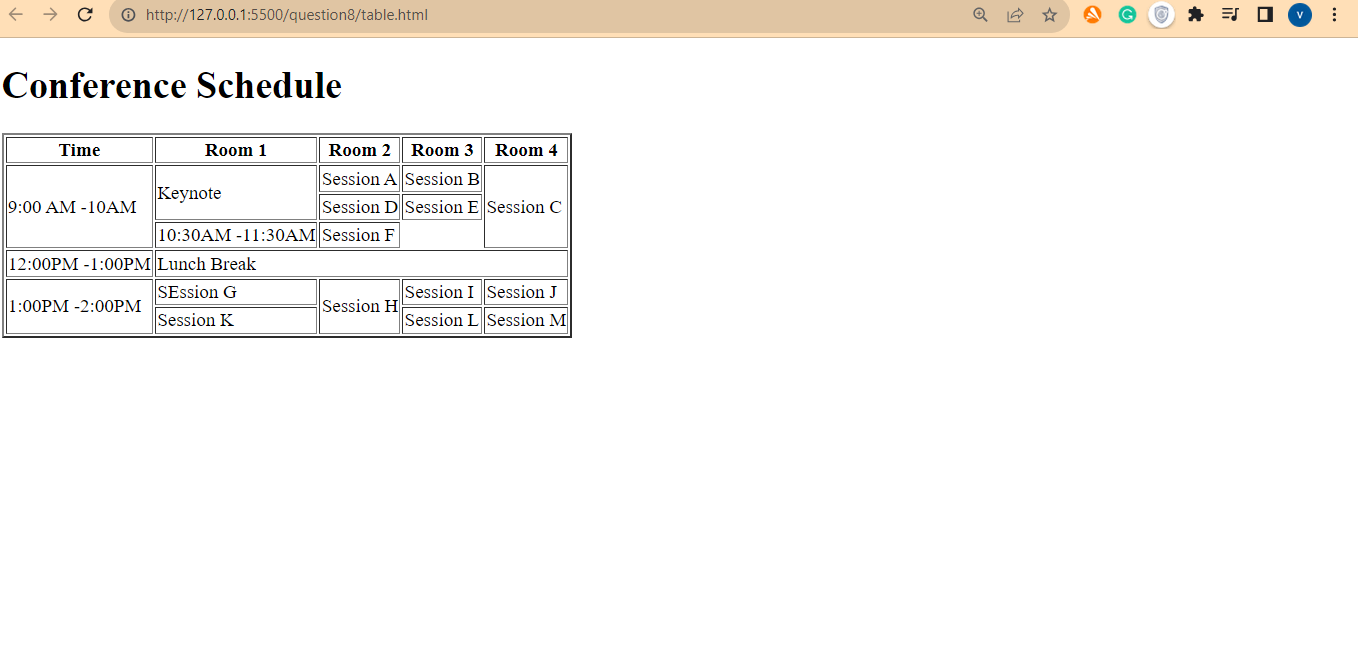 http://127.0.0.1:5500/question8/table.html
V
Conference Schedule
Time Room 1 Room 2 Room 3 Room 4
9:00 AM -10AM Keynote Session A Session B Session C
Session D Session E
10:30AM -11:30AM Session F
12:00PM -1:00PM Lunch Break
1:00PM -2:00PM SEssion G Session H Session I Session J
Session K Session L Session M